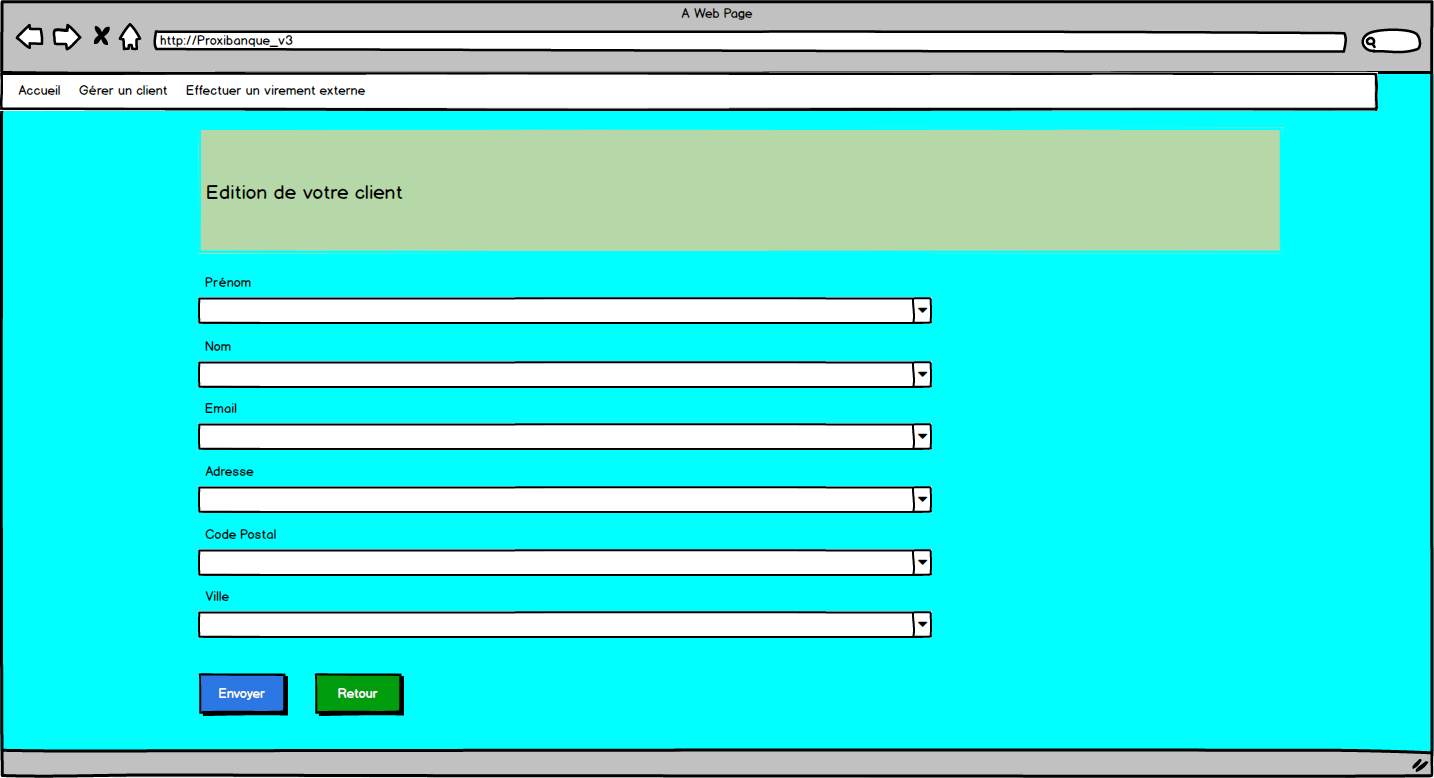 A Web Page
http://Proxibanque_v3
Accueil Gérer un client Effectuer un virement externe
Edition de votre client
Prénom
Nom
Email
Adresse
Code Postal
Ville
Envoyer Retour